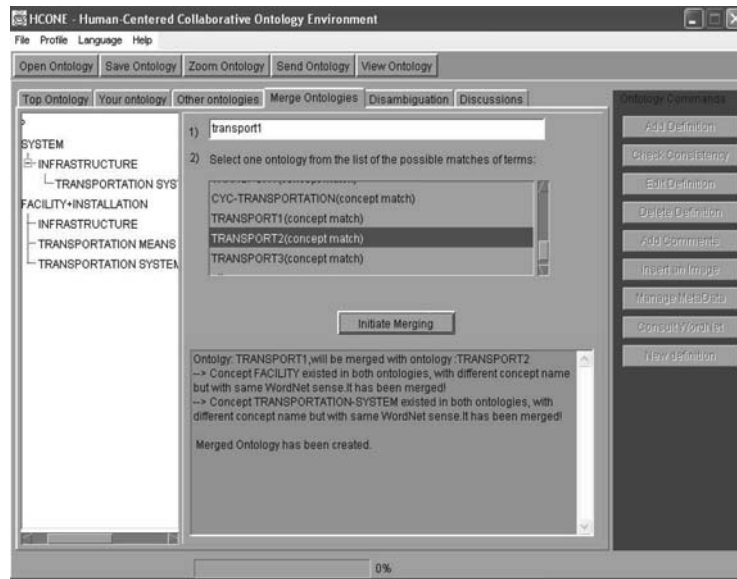 HCONE - Human-Centered Collaborative Ontology Environment
File Profile Language Help
Open Ontology Save Ontology Zoom Ontology Send Ontology View Ontology
Top Ontology Your ontology Other ontologies Merge Ontologies Disambiguation Discussions
SYSTEM
INFRASTRUCTURE
TRANSPORTATION SYS
FACILITY+INSTALLATION
INFRASTRUCTURE
TRANSPORTATION MEANS
TRANSPORTATION SYSTEM
1) transport1
2) Select one ontology from the list of the possible matches of terms:
CYC-TRANSPORTATION(concept match)
TRANSPORT1(concept match)
TRANSPORT2(concept match)
TRANSPORT3(concept match)
Initiate Merging
Ontolgy: TRANSPORT1,will be merged with ontology :TRANSPORT2
--> Concept FACILITY existed in both ontologies, with different concept name
but with same WordNet sense.It has been merged!
--> Concept TRANSPORTATION-SYSTEM existed in both ontologies, with
different concept name but with same WordNet sense.It has been merged!
Merged Ontology has been created.
Ontology Commands
Add Definition
Check Consistency
Edit Definition
Delete Definition
Add Comments
Insert an Image
Manage MetaData
Consult WordNet
New definition
0%